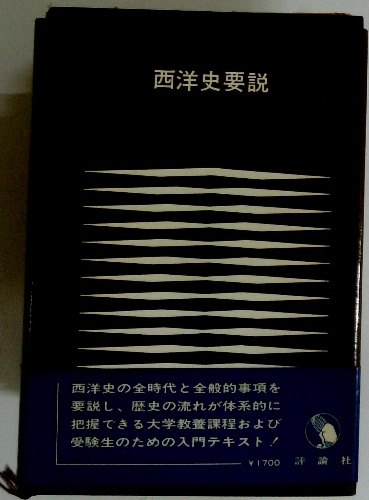 西洋史要説
西洋史の全時代と全般的事項を
要説し、歴史の流れが体系的に
把握できる大学教養課程および
受験生のための入門テキスト!
¥1700 評論社